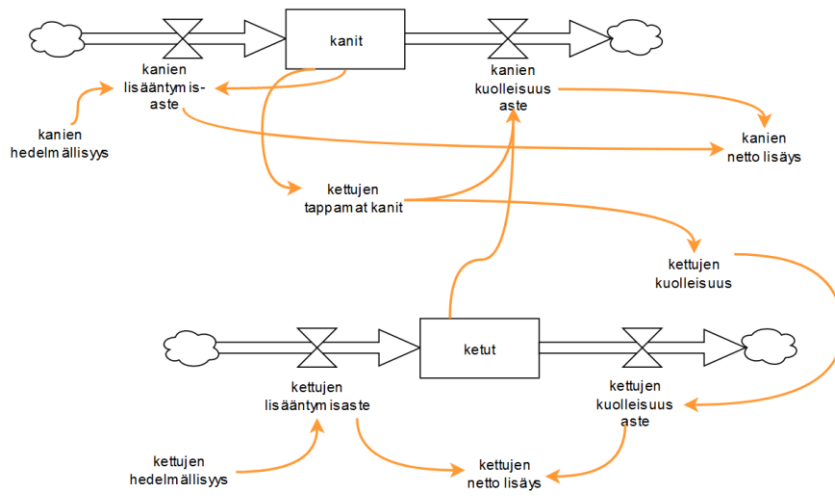 kanit
kanien
lisääntymis-
aste
kanien
kuolleisuus
aste
kanien
hedelmällisyys
kanien
netto lisäys
kettujen
tappamat kanit
kettujen
kuolleisuus
ketut
kettujen
lisääntymisaste
kettujen
kuolleisuus
aste
kettujen
hedelmällisyys
kettujen
netto lisäys